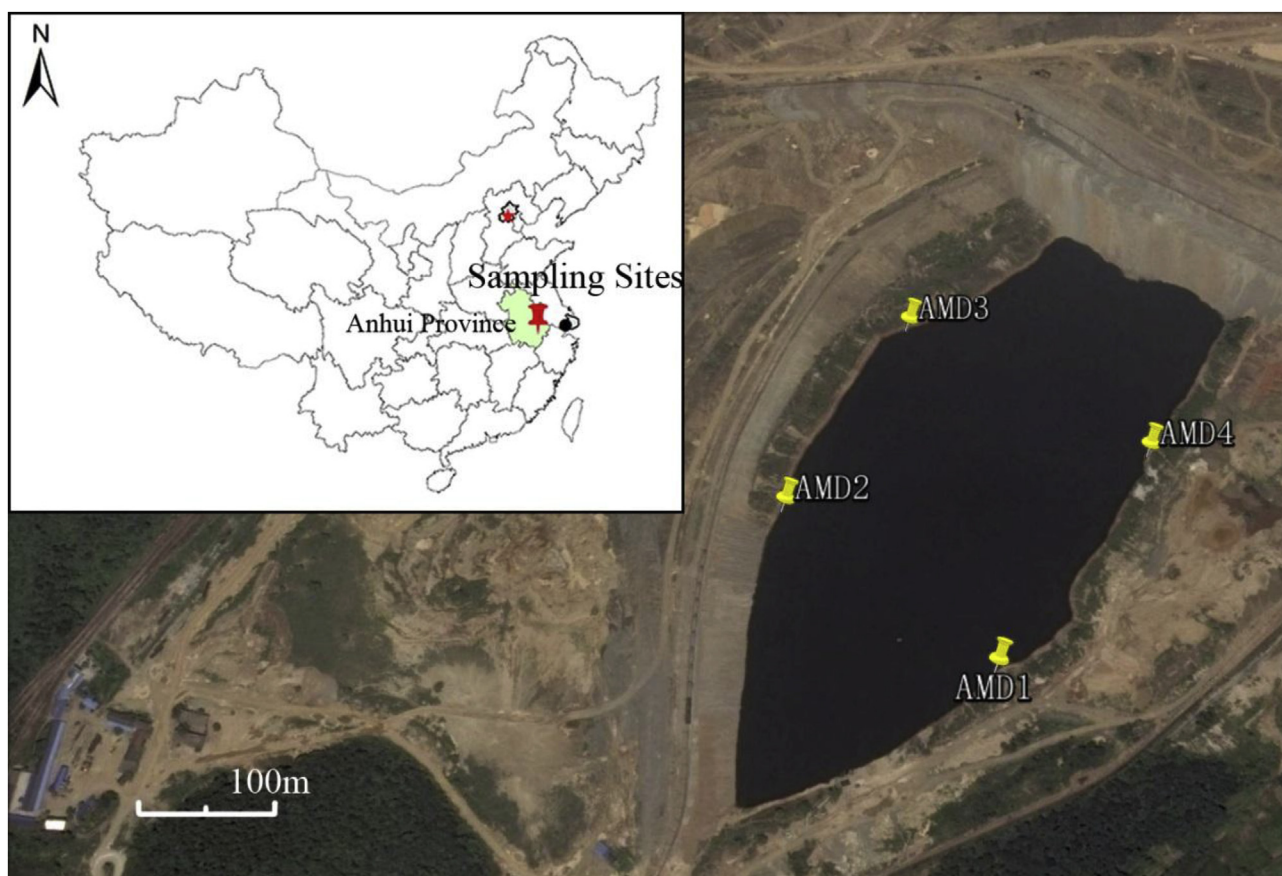 N
Sampling Sites
Anhui Province
AMD3
AMD4
AMD2
AMD1
100m